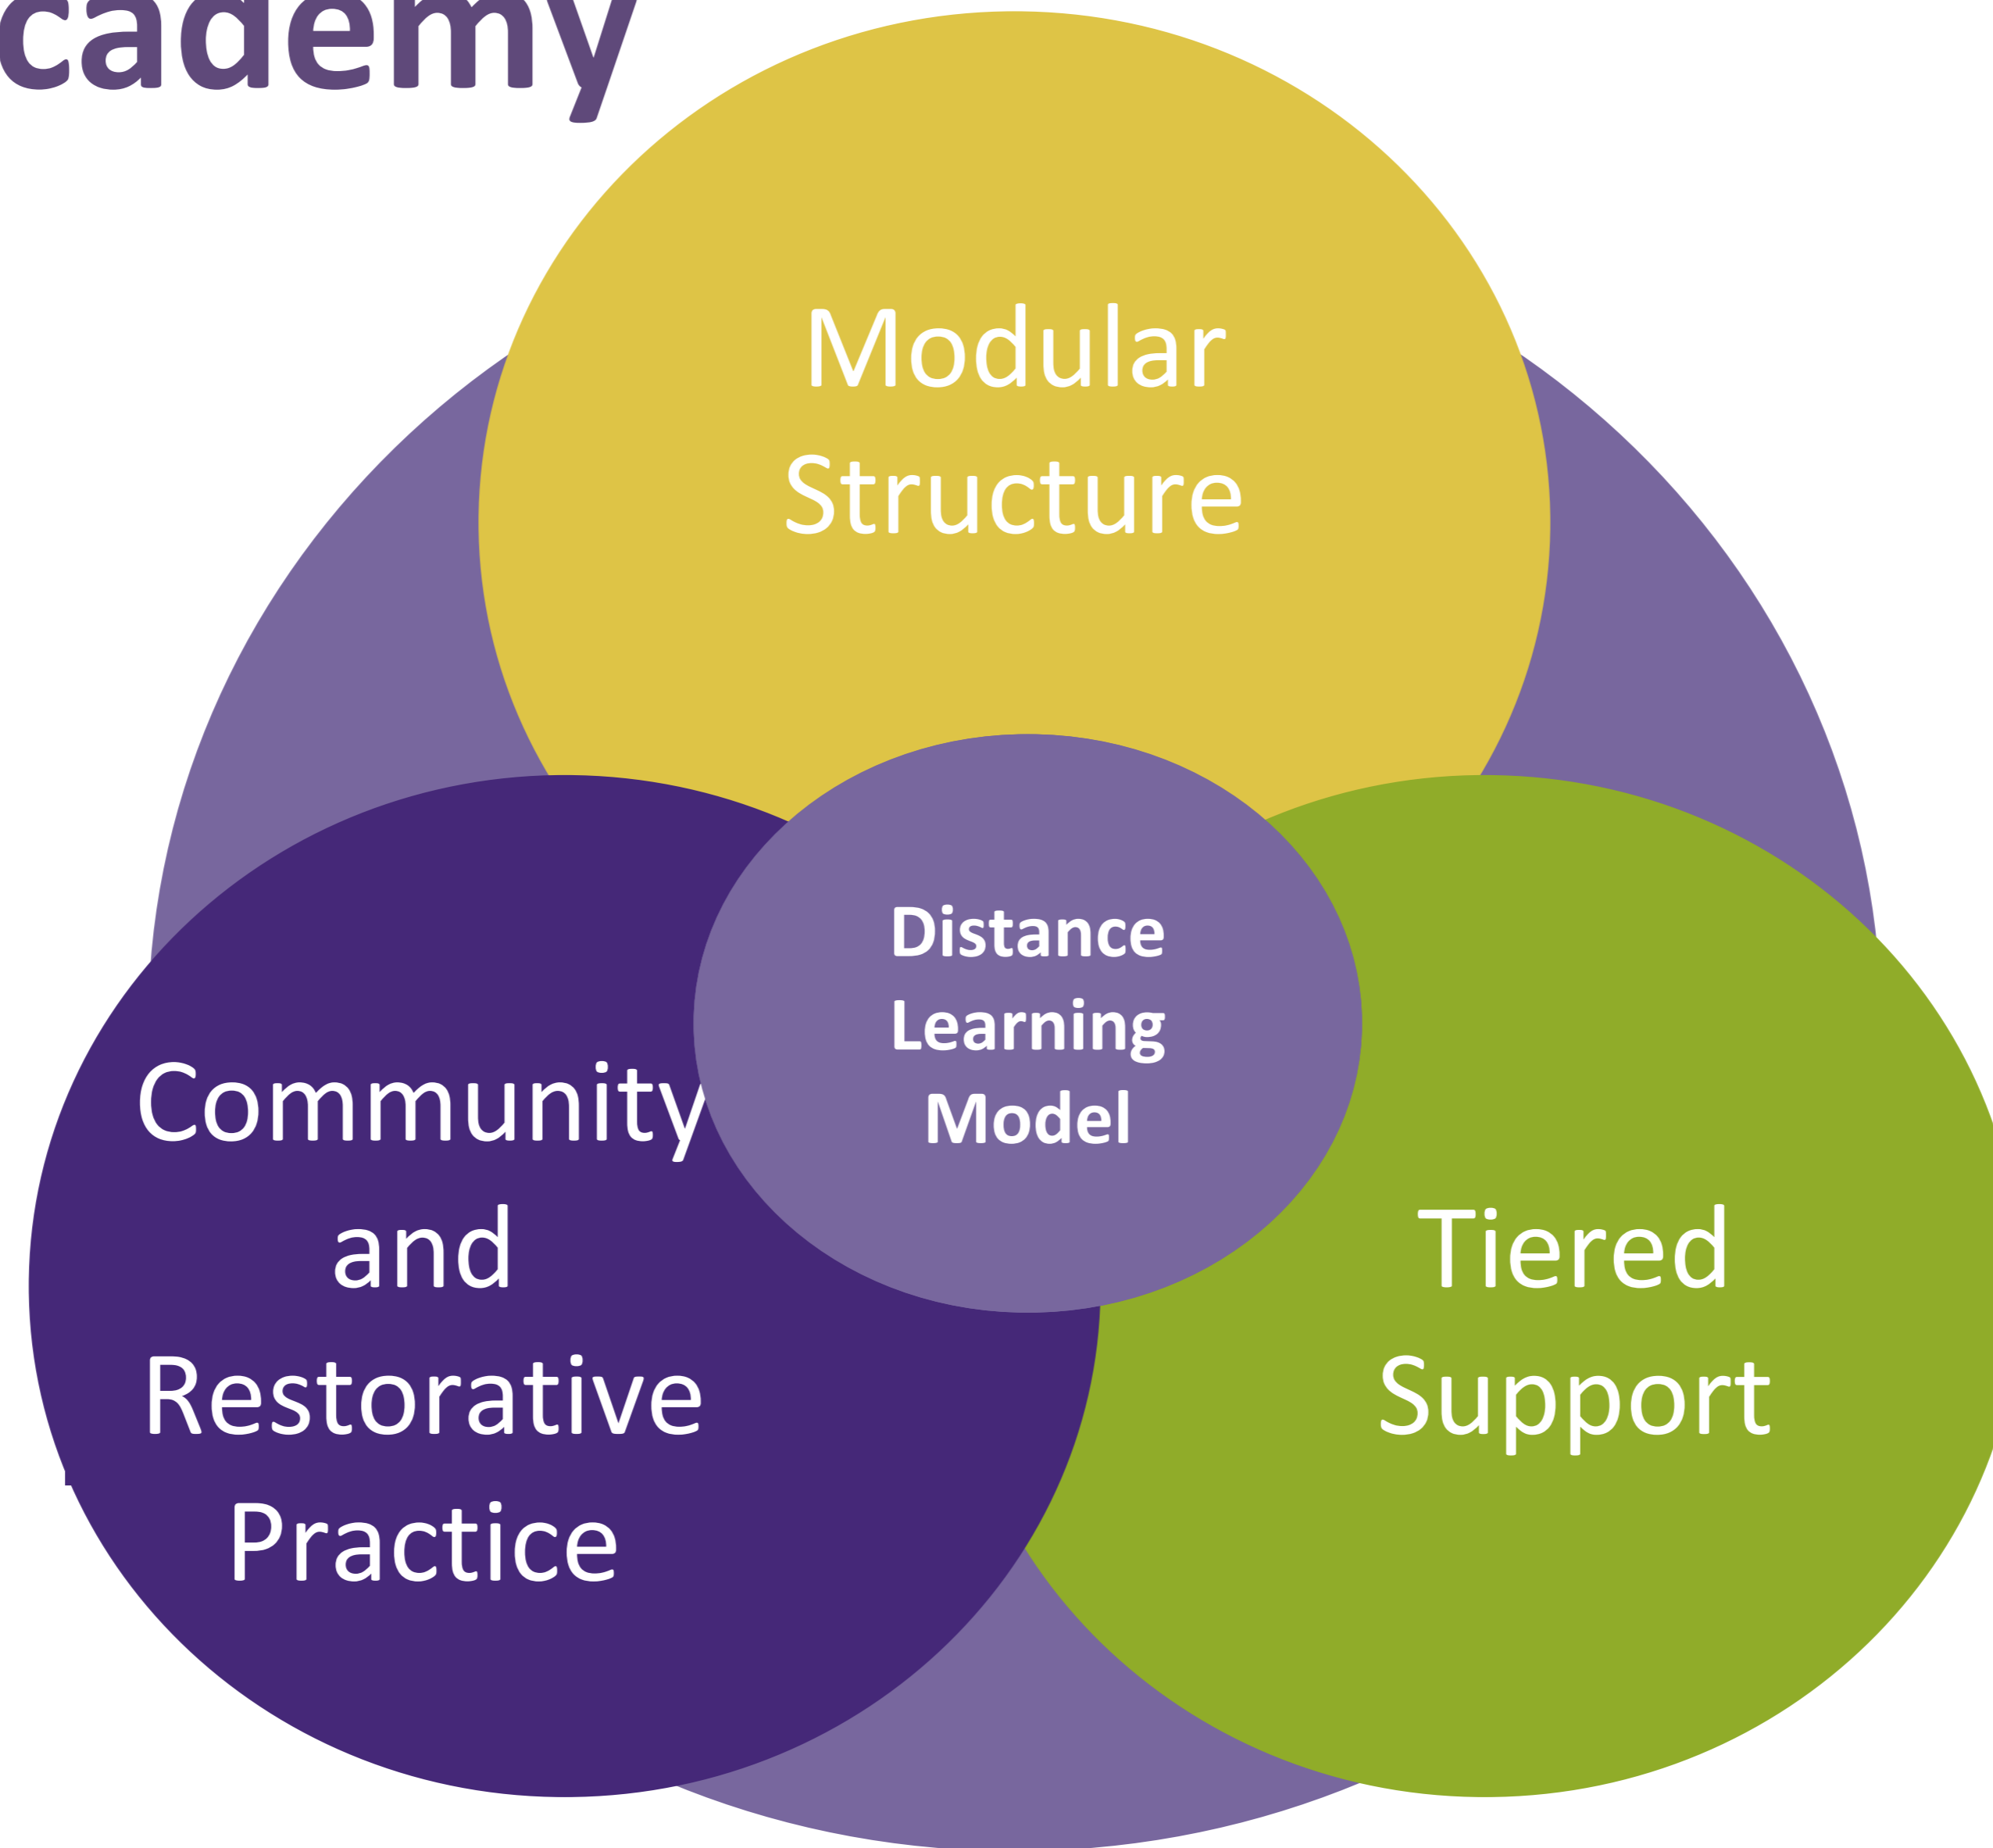 cademy
Modular
Structure
Distance
Learning
Model
Community
and
Restorative
Practice
Tiered
Support